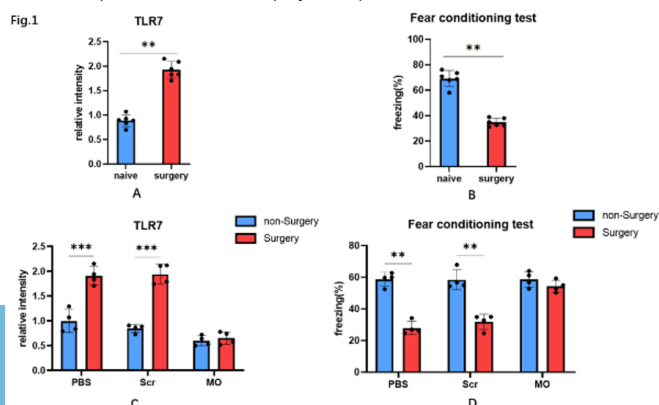 Fig.1
TLR7
relative intensity
2.5
2.0
1.5
1.0
0.5
0.0
**
naive surgery
A
Fear conditioning test
freezing(%)
100
80
60
40
20
0
**
naive surgery
B
TLR7
non-Surgery
Surgery
relative intensity
2.5
2.0
1.5
1.0
0.5
0.0
*** ***
PBS Scr MO
C
Fear conditioning test
non-Surgery
Surgery
freezing(%)
80
60
40
20
0
** **
PBS Scr MO
D